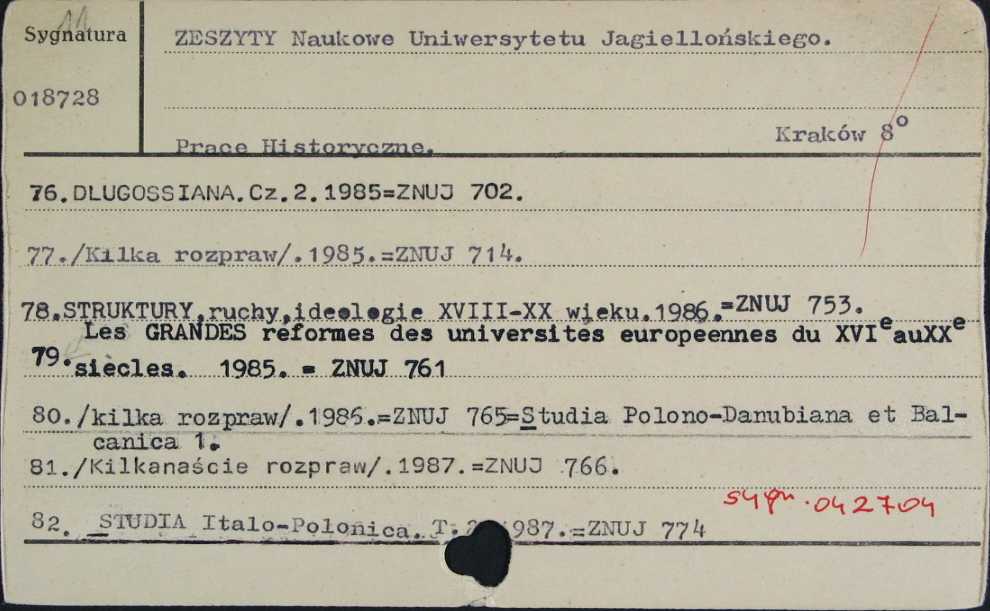 11
Sygnatura
ZESZYTY Naukowe Uniwersytetu Jagiellońskiego.
018728
Prace Historyczne.
Kraków 8°
76.DLUGOSSIANA.Cz.2.1985=ZNUJ 702.
77./Kilka rozpraw/.1985.=ZNUJ 714.
78.STRUKTURY,ruchy,ideologie XVIII-XX wieku.1986.=ZNUJ 753.
Les GRANDES réformes des universités europeennes du XVIe auXXe
79.siècles. 1985. = ZNUJ 761
80./kilka rozpraw/.1986.=ZNUJ 765=Studia Polono-Danubiana et Bal-
canica 1.
81./Kilkanaście rozpraw/.1987.=ZNUJ 766.
sygn. 042704
82. STUDIA Italo-Polonica. T. 987.=ZNUJ 774